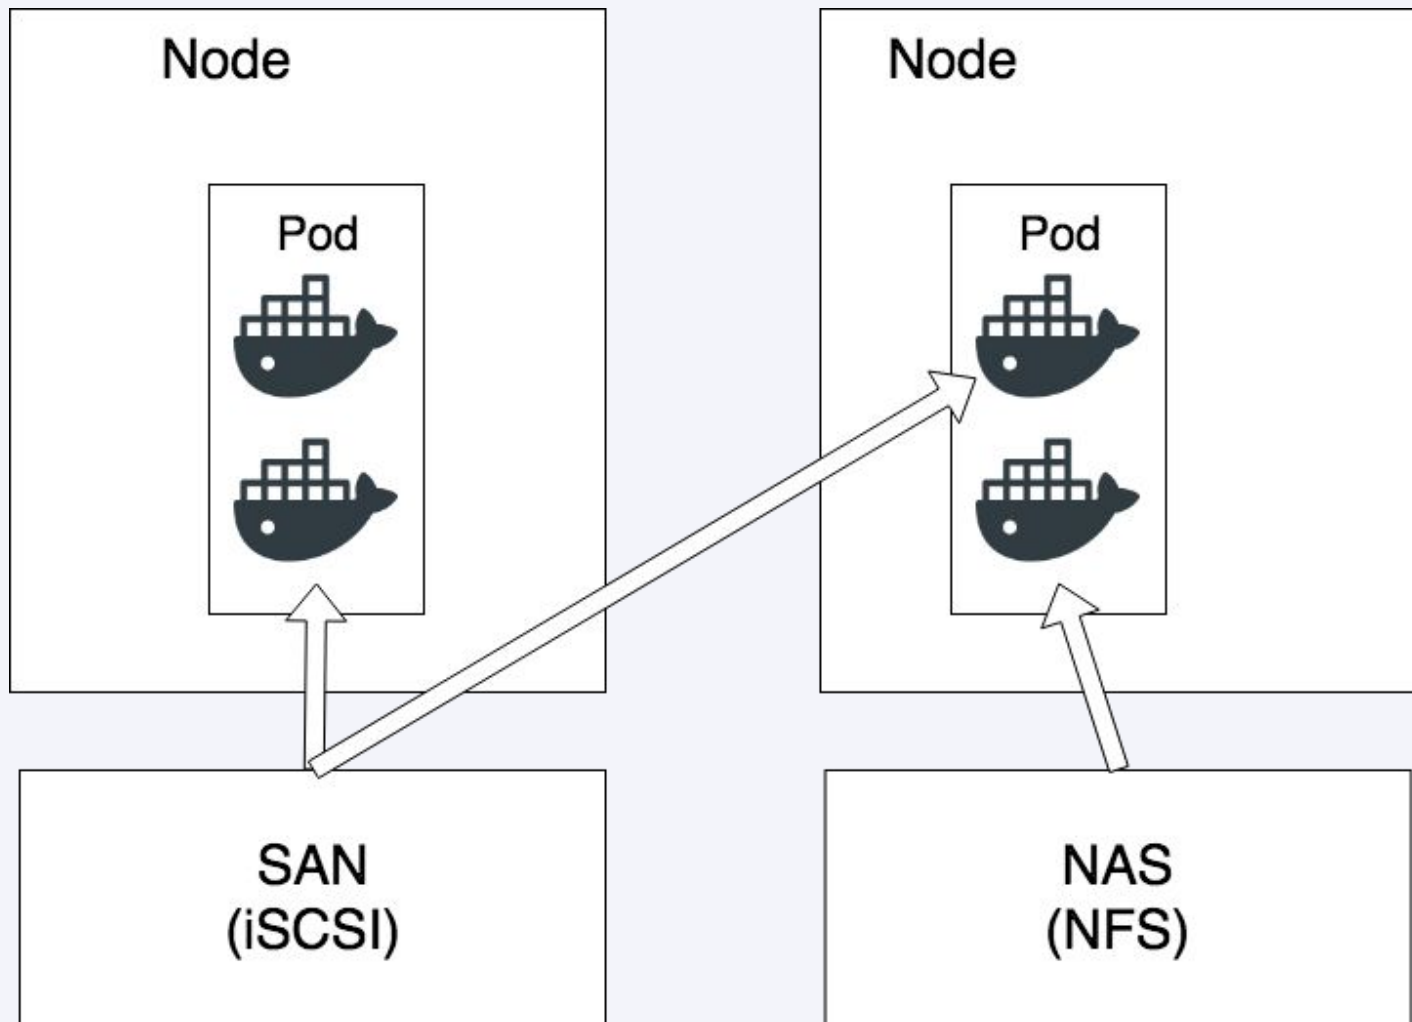 Node
Node
Pod
Pod
SAN
(iSCSI)
NAS
(NFS)